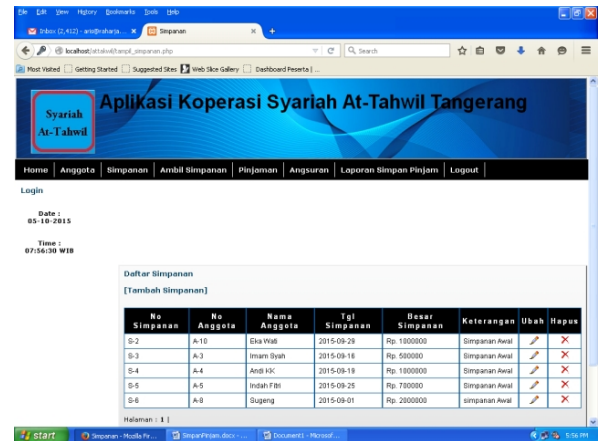 File Edit View History Bookmarks Tools Help
Inbox (2,412) - Simpanan
localhost/attahwil/tampil_simpanan.php Search
Most Visited Getting Started Suggested Sites Web Slice Gallery Dashboard Peserta | ...
Syariah
At-Tahwil
Aplikasi Koperasi Syariah At-Tahwil Tangerang
Home Anggota Simpanan Ambil Simpanan Pinjaman Angsuran Laporan Simpan Pinjam Logout
Login
Date :
05-10-2015
Time :
07:56:30 WIB
Daftar Simpanan
[Tambah Simpanan]
No Simpanan No Anggota Nama Anggota Tgl Simpanan Besar Simpanan Keterangan Ubah Hapus
S-2 A-10 Eka Wati 2015-09-29 Rp. 1000000 Simpanan Awal
S-3 A-3 Imam Syah 2015-09-16 Rp. 500000 Simpanan Awal
S-4 A-4 Andi KK 2015-09-19 Rp. 1000000 Simpanan Awal
S-5 A-5 Indah Fitri 2015-09-25 Rp. 700000 Simpanan Awal
S-6 A-8 Sugeng 2015-09-01 Rp. 2000000 simpanan Awal
Halaman : 1 |
start Simpanan - Mozilla Fir... SimpanPinjam.docx - ... Document1 - Microsof... 5:56 PM